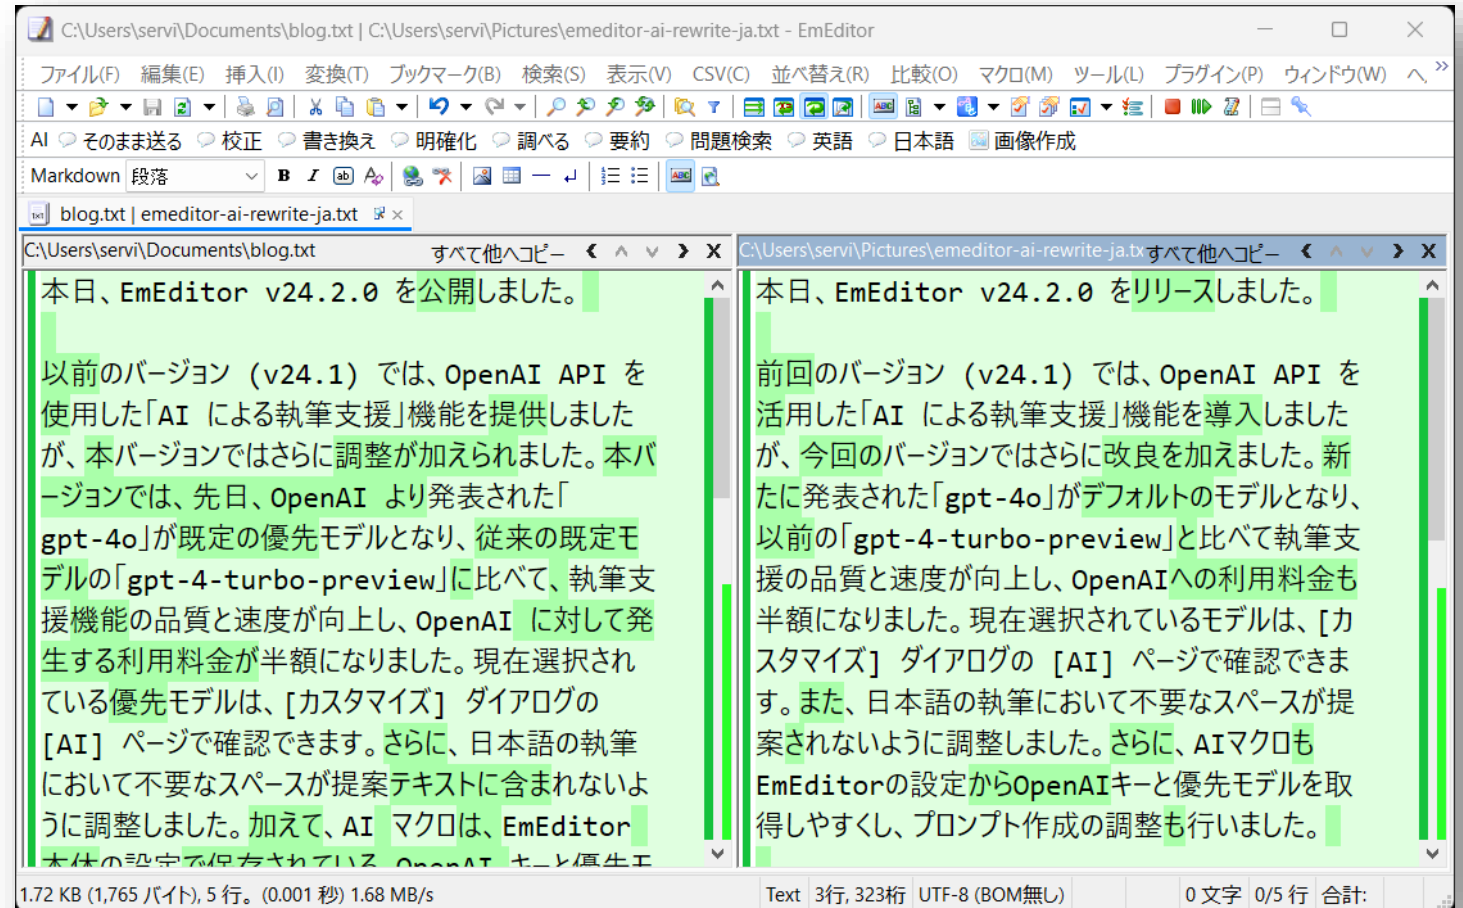 C:\Users\servi\Documents\blog.txt | C:\Users\servi\Pictures\emeditor-ai-rewrite-ja.txt - EmEditor
ファイル(F) 編集(E) 挿入(I) 変換(T) ブックマーク(B) 検索(S) 表示(V) CSV(C) 並べ替え(R) 比較(O) マクロ(M) ツール(L) プラグイン(P) ウィンドウ(W) ヘ
AI そのまま送る 校正 書き換え 明確化 調べる 要約 問題検索 英語 日本語 画像作成
Markdown 段落
blog.txt | emeditor-ai-rewrite-ja.txt
C:\Users\servi\Documents\blog.txt すべて他へコピー
本日、EmEditor v24.2.0 を公開しました。
以前のバージョン (v24.1) では、OpenAI API を
使用した「AI による執筆支援」機能を提供しました
が、本バージョンではさらに調整が加えられました。本バ
ージョンでは、先日、OpenAI より発表された「
gpt-4o」が既定の優先モデルとなり、従来の既定モ
デルの「gpt-4-turbo-preview」に比べて、執筆支
援機能の品質と速度が向上し、OpenAI に対して発
生する利用料金が半額になりました。現在選択され
ている優先モデルは、[カスタマイズ] ダイアログの
[AI] ページで確認できます。さらに、日本語の執筆
において不要なスペースが提案テキストに含まれないよ
うに調整しました。加えて、AI マクロは、EmEditor
本体の設定で保存されている OpenAI キーと優先モ
C:\Users\servi\Pictures\emeditor-ai-rewrite-ja.tx すべて他へコピー
本日、EmEditor v24.2.0 をリリースしました。
前回のバージョン (v24.1) では、OpenAI API を
活用した「AI による執筆支援」機能を導入しました
が、今回のバージョンではさらに改良を加えました。新
たに発表された「gpt-4o」がデフォルトのモデルとなり、
以前の「gpt-4-turbo-preview」と比べて執筆支
援の品質と速度が向上し、OpenAIへの利用料金も
半額になりました。現在選択されているモデルは、[カ
スタマイズ] ダイアログの [AI] ページで確認できま
す。また、日本語の執筆において不要なスペースが提
案されないように調整しました。さらに、AIマクロも
EmEditorの設定からOpenAIキーと優先モデルを取
得しやすくし、プロンプト作成の調整も行いました。
1.72 KB (1,765 バイト), 5 行。 (0.001 秒) 1.68 MB/s Text 3行, 323桁 UTF-8 (BOM無し) 0 文字 0/5 行 合計: